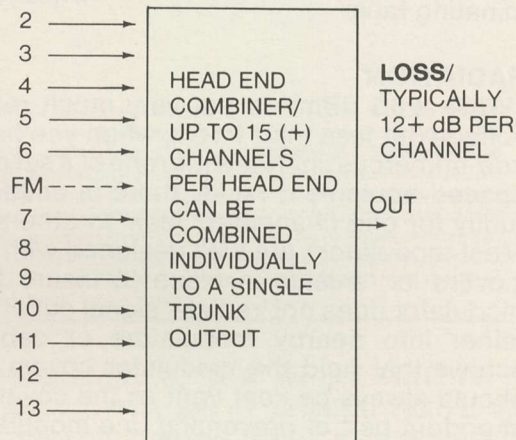 2
3
4
5
6
FM
7
8
9
10
11
12
13
HEAD END
COMBINER/
UP TO 15 (+)
CHANNELS
PER HEAD END
CAN BE
COMBINED
INDIVIDUALLY
TO A SINGLE
TRUNK
OUTPUT
LOSS/
TYPICALLY
12+ dB PER
CHANNEL
OUT